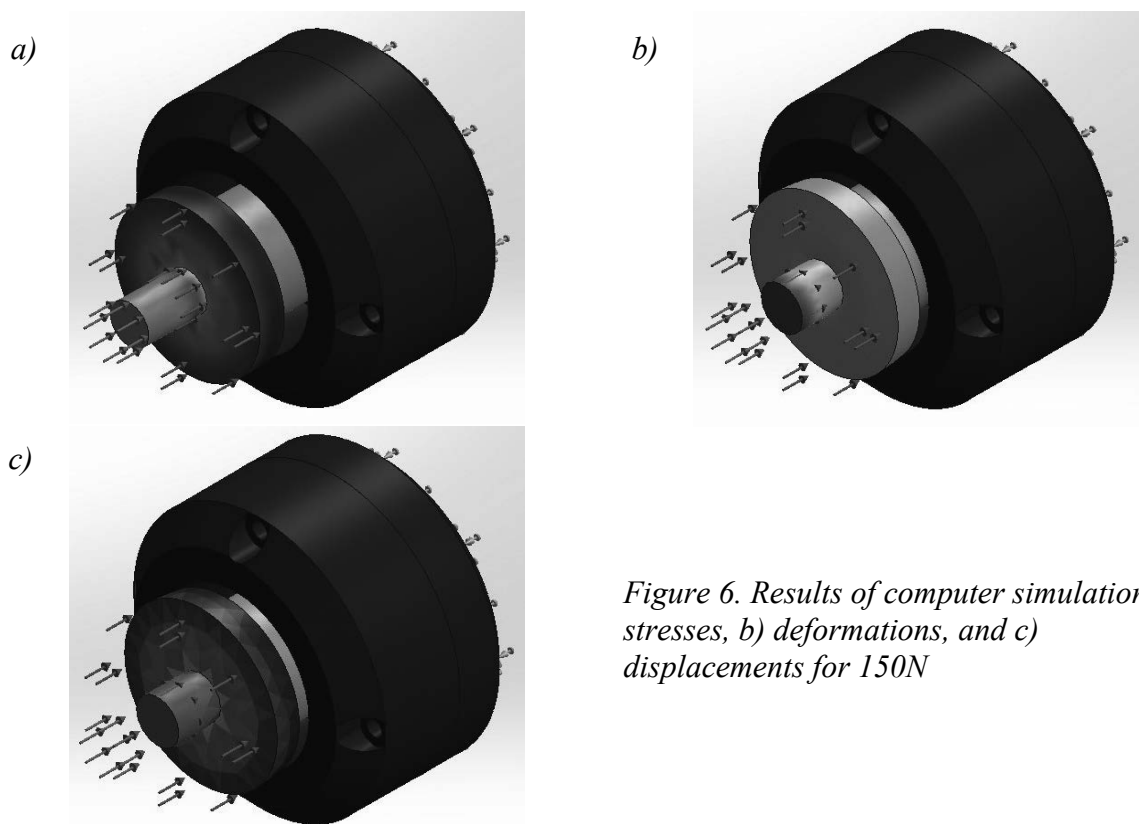 a)
b)
c)
Figure 6. Results of computer simulation
stresses, b) deformations, and c)
displacements for 150N